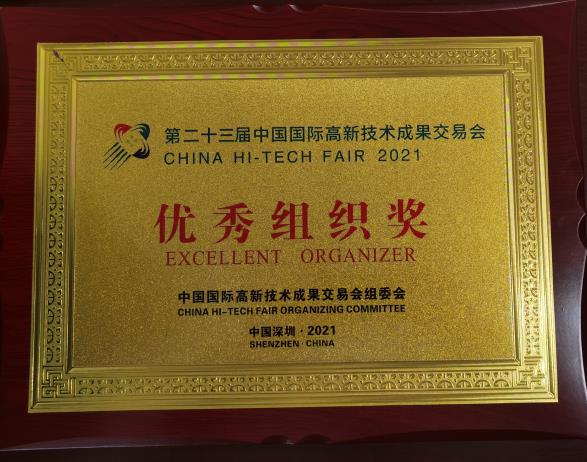 第二十三届中国国际高新技术成果交易会
CHINA HI-TECH FAIR 2021
优秀组织奖
EXCELLENT ORGANIZER
中国国际高新技术成果交易会组委会
CHINA HI-TECH FAIR ORGANIZING COMMITTEE
中国深圳·2021
SHENZHEN·CHINA